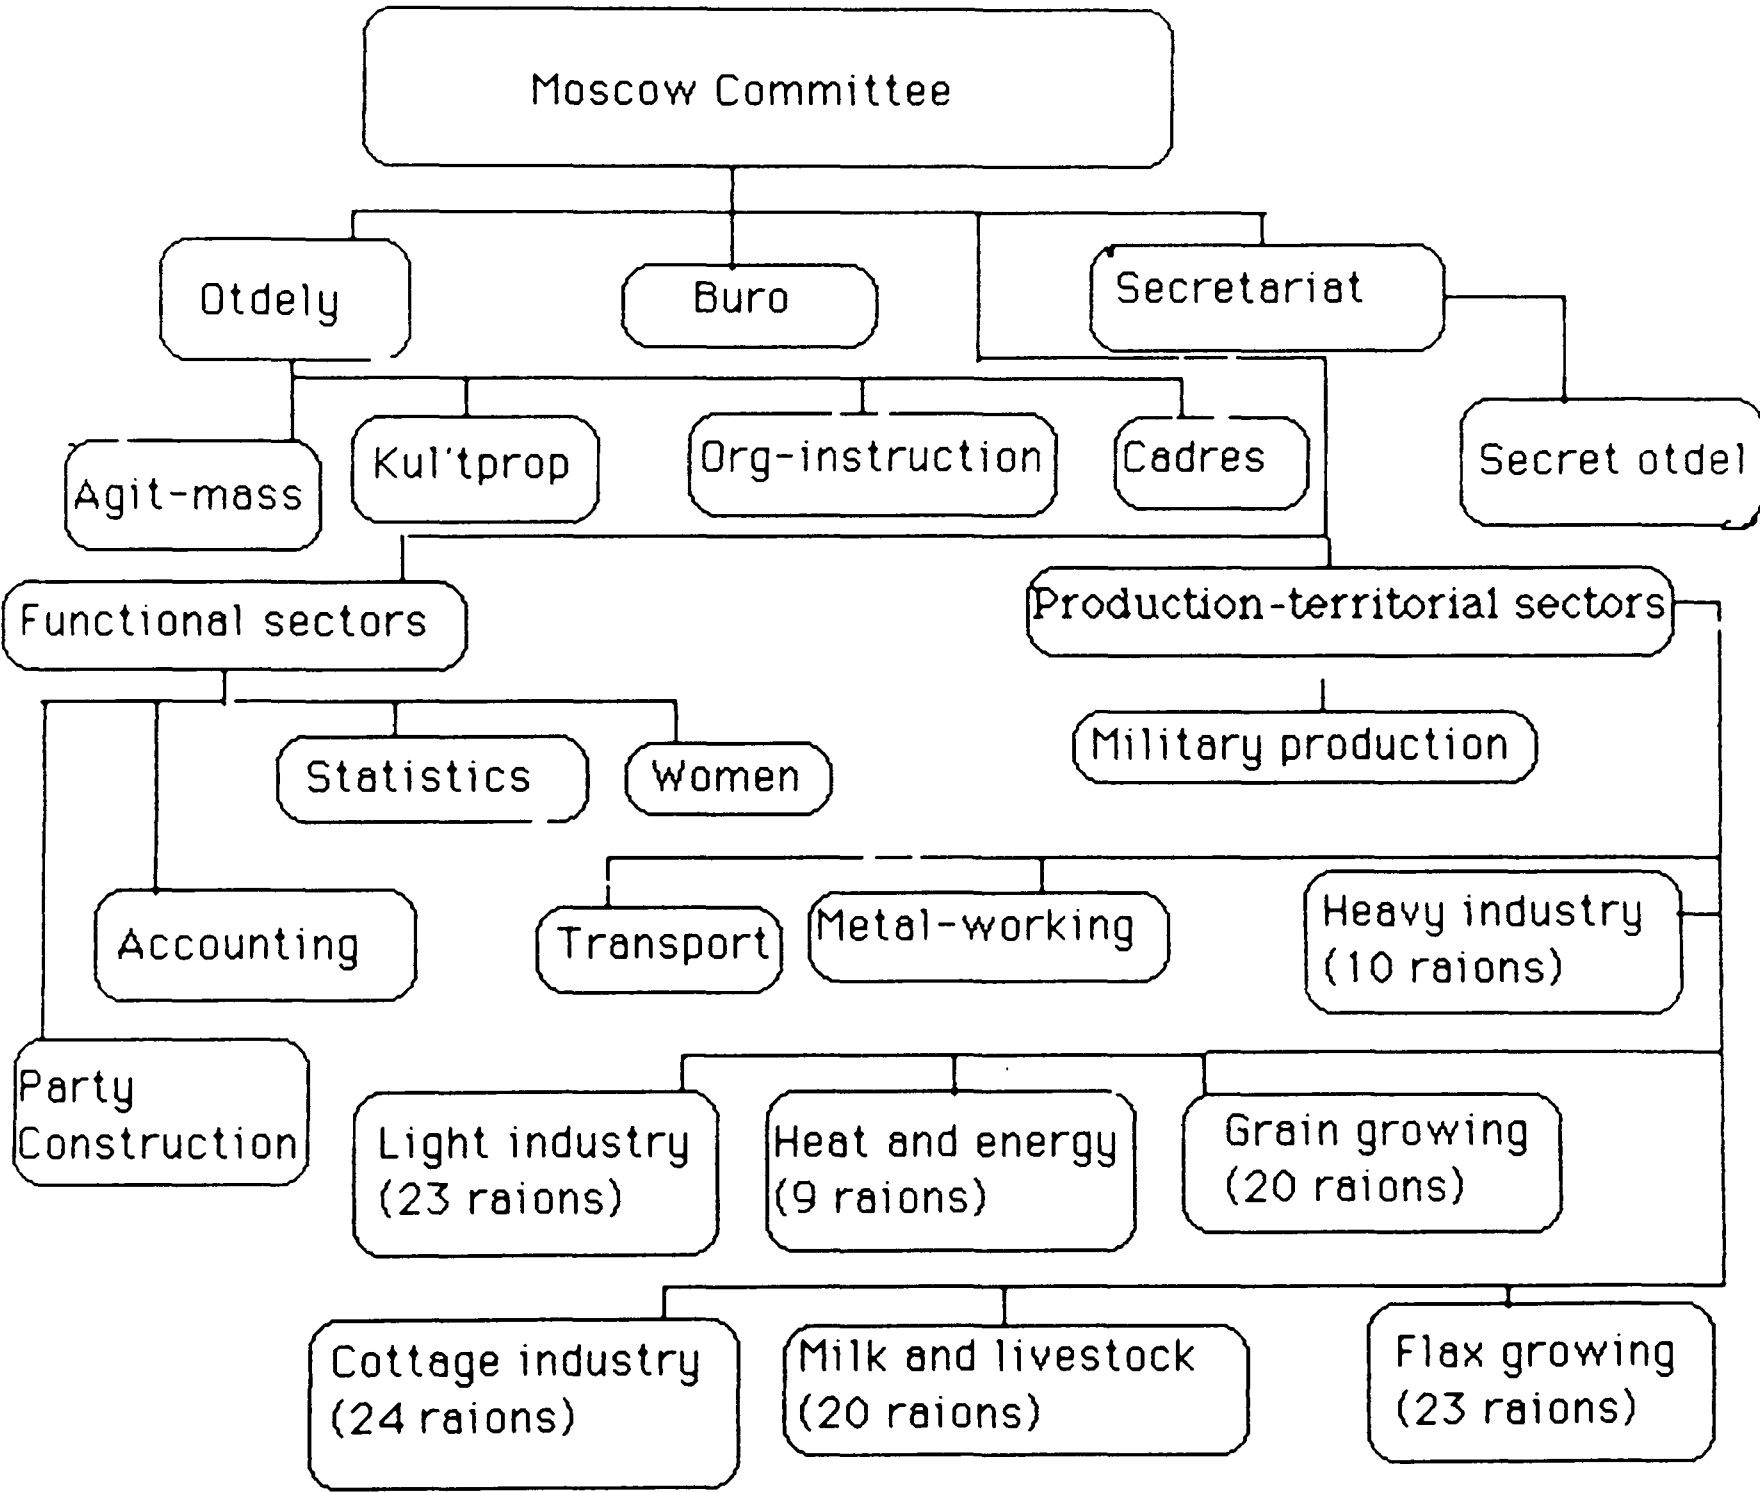 Moscow Committee
Otdely
Buro
Secretariat
Agit-mass
Kul'tprop
Org-instruction
Cadres
Secret otdel
Functional sectors
Production-territorial sectors
Military production
Statistics
Women
Accounting
Transport
Metal-working
Heavy industry
(10 raions)
Party
Construction
Light industry
(23 raions)
Heat and energy
(9 raions)
Grain growing
(20 raions)
Cottage industry
(24 raions)
Milk and livestock
(20 raions)
Flax growing
(23 raions)